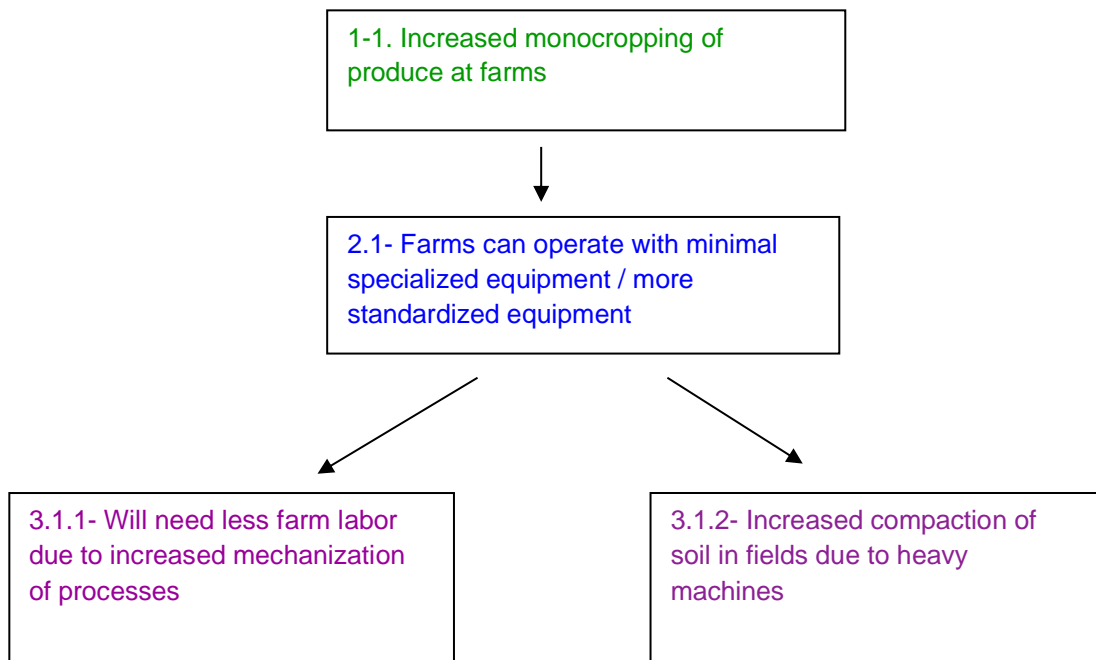 1-1. Increased monocropping of
produce at farms
2.1- Farms can operate with minimal
specialized equipment / more
standardized equipment
3.1.1- Will need less farm labor
due to increased mechanization
of processes
3.1.2- Increased compaction of
soil in fields due to heavy
machines